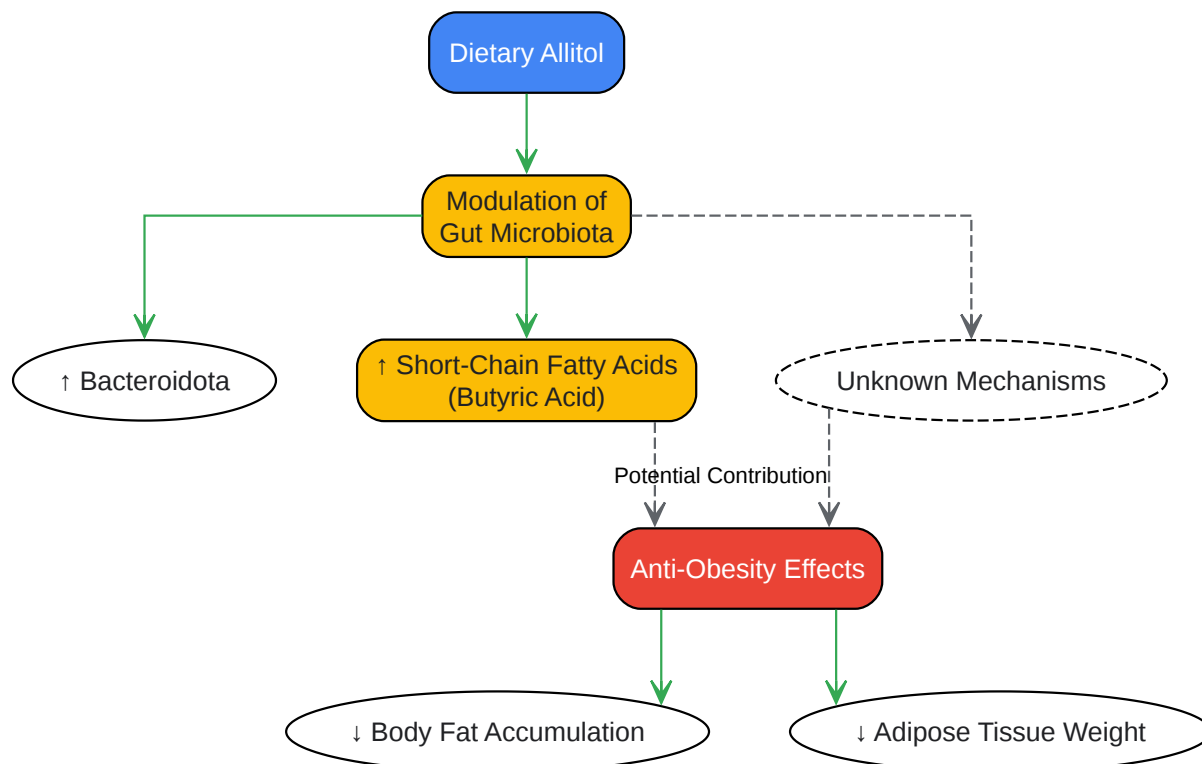 Dietary Allitol
Modulation of
Gut Microbiota
↑ Bacteroidota
↑ Short-Chain Fatty Acids
(Butyric Acid)
Unknown Mechanisms
Potential Contribution
Anti-Obesity Effects
↓ Body Fat Accumulation
↓ Adipose Tissue Weight